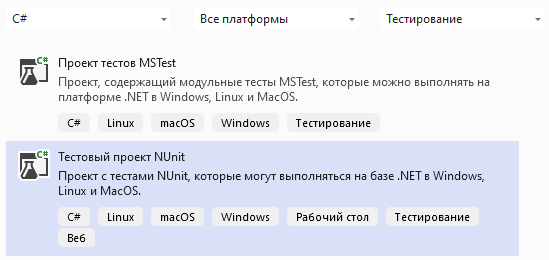 C# Все платформы Тестирование
C#
Проект тестов MSTest
Проект, содержащий модульные тесты MSTest, которые можно выполнять на
платформе .NET в Windows, Linux и MacOS.
C# Linux macOS Windows Тестирование
C#
Тестовый проект NUnit
Проект с тестами NUnit, которые могут выполняться на базе .NET в Windows,
Linux и MacOS.
C# Linux macOS Windows Рабочий стол Тестирование
Веб